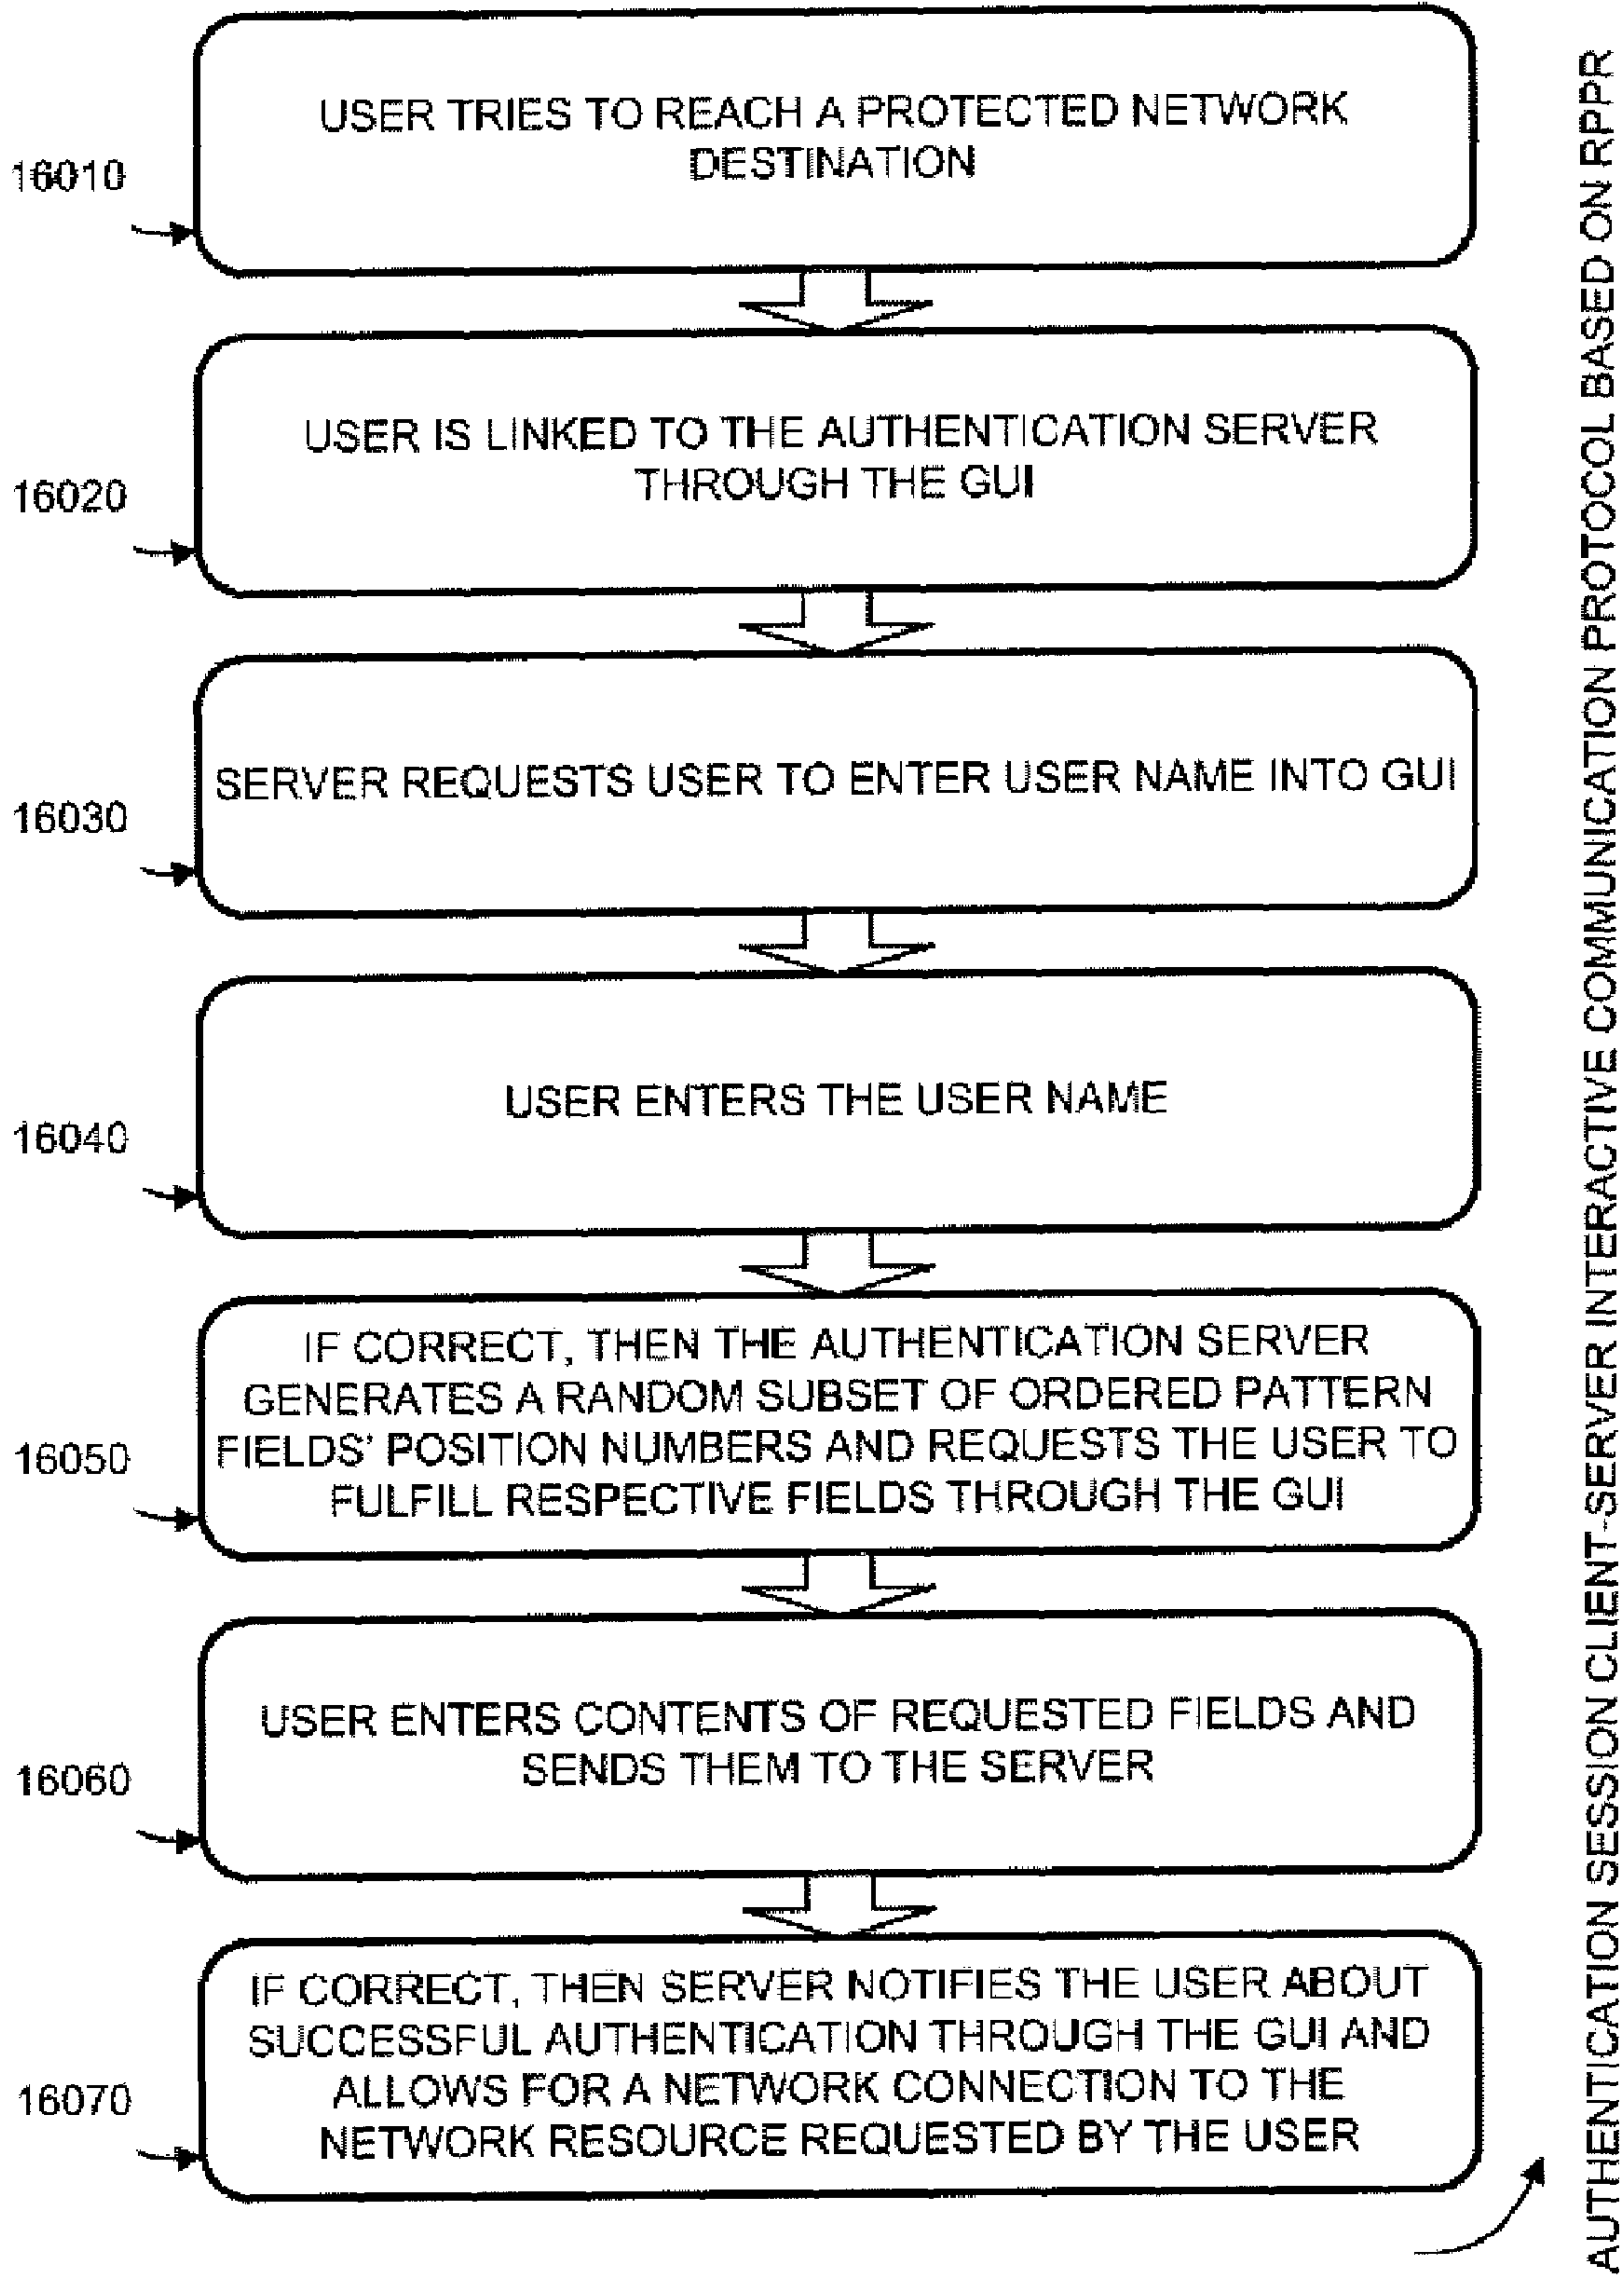 16010
USER TRIES TO REACH A PROTECTED NETWORK
DESTINATION
16020
USER IS LINKED TO THE AUTHENTICATION SERVER
THROUGH THE GUI
16030
SERVER REQUESTS USER TO ENTER USER NAME INTO GUI
16040
USER ENTERS THE USER NAME
16050
IF CORRECT, THEN THE AUTHENTICATION SERVER
GENERATES A RANDOM SUBSET OF ORDERED PATTERN
FIELDS' POSITION NUMBERS AND REQUESTS THE USER TO
FULFILL RESPECTIVE FIELDS THROUGH THE GUI
16060
USER ENTERS CONTENTS OF REQUESTED FIELDS AND
SENDS THEM TO THE SERVER
16070
IF CORRECT, THEN SERVER NOTIFIES THE USER ABOUT
SUCCESSFUL AUTHENTICATION THROUGH THE GUI AND
ALLOWS FOR A NETWORK CONNECTION TO THE
NETWORK RESOURCE REQUESTED BY THE USER
AUTHENTICATION SESSION CLIENT-SERVER INTERACTIVE COMMUNICATION PROTOCOL BASED ON RPPR